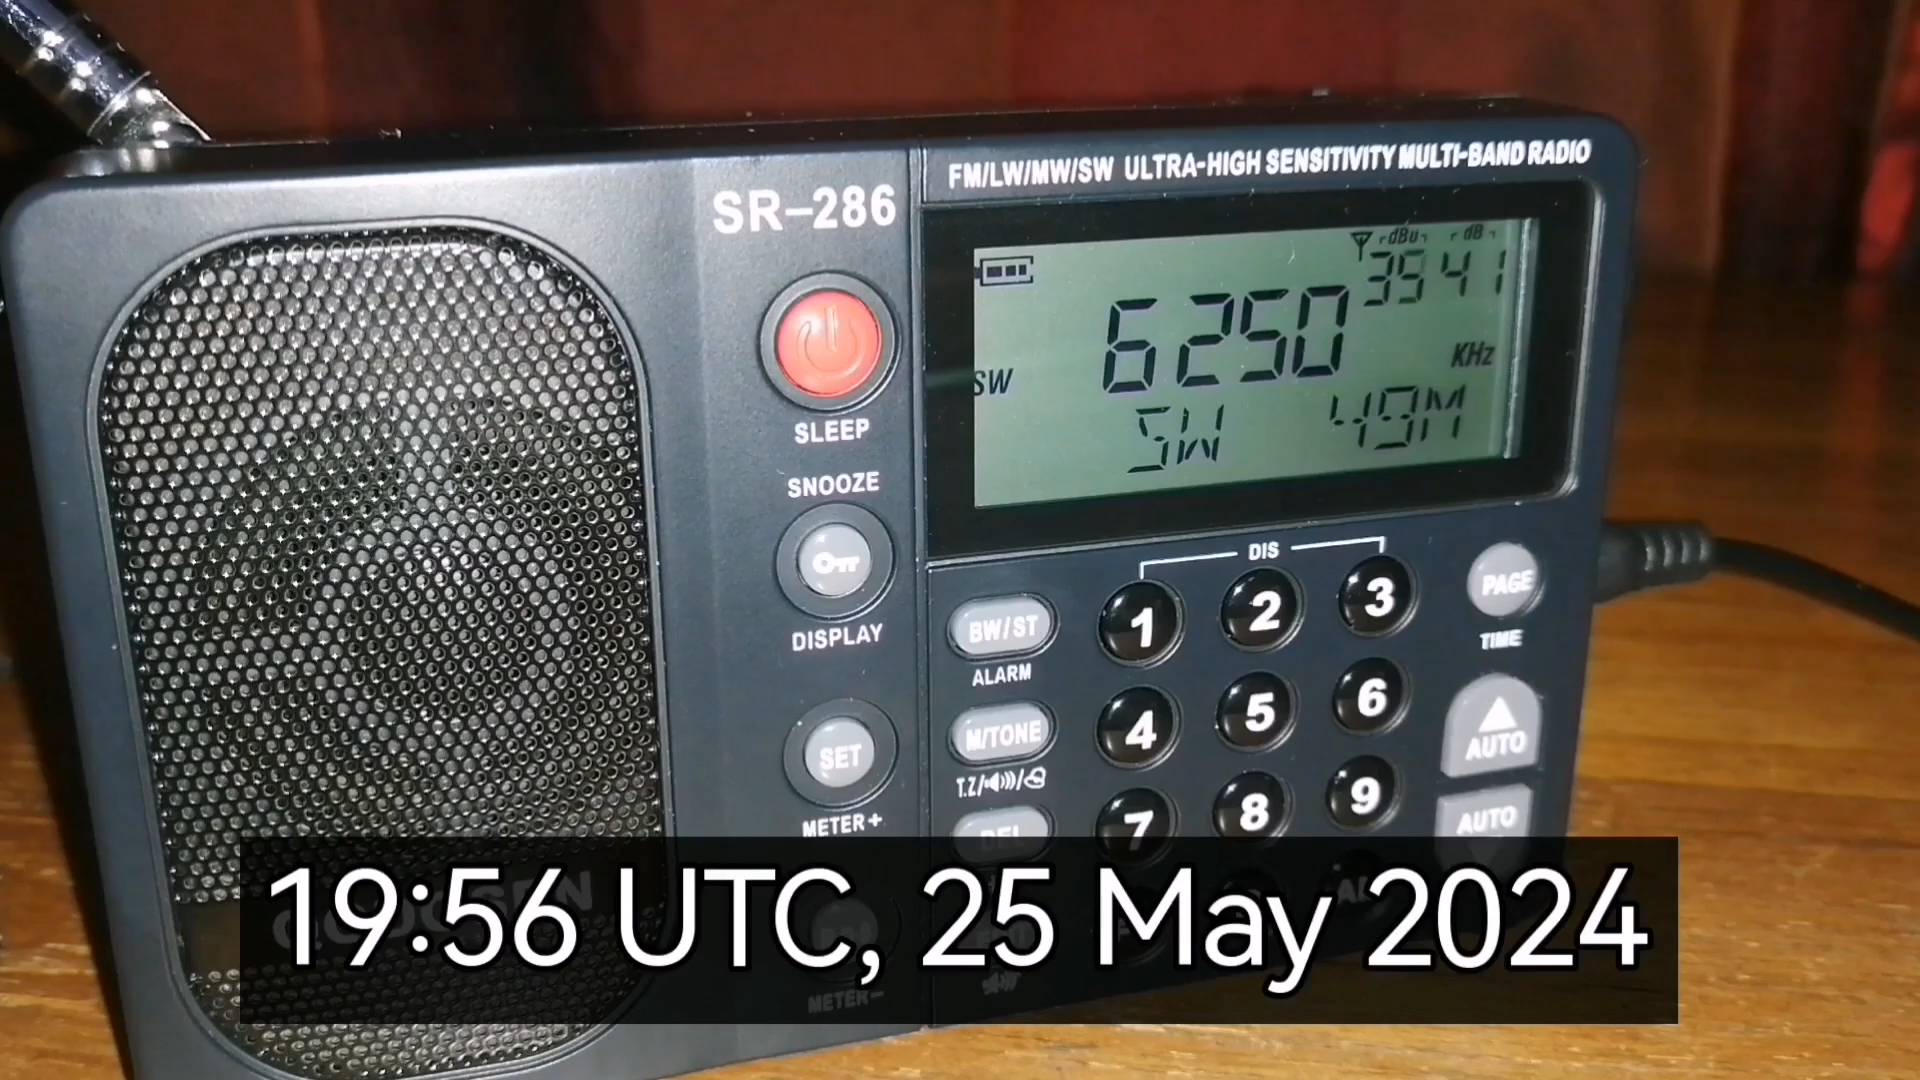 FM/LW/MW/SW ULTRA-HIGH SENSITIVITY MULTI-BAND RADIO
SR-286
dBu dB
39 41
6250
KHz
SW
SW 49M
SLEEP
SNOOZE
DISPLAY
SET
METER+
METER-
DIS
BW/ST
ALARM
M/TONE
T.Z/
DEL
1 2 3
4 5 6
7 8 9
PAGE
TIME
AUTO
AUTO
19:56 UTC, 25 May 2024